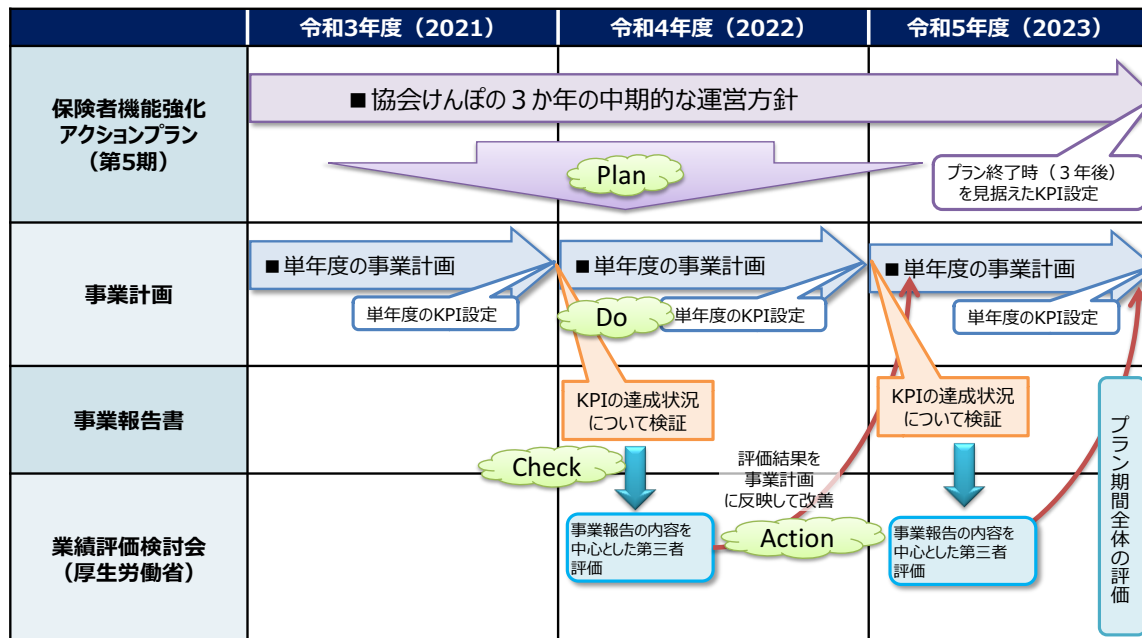 令和3年度（2021）
令和4年度（2022）
令和5年度（2023）
保険者機能強化
アクションプラン
（第5期）
■協会けんぽの３か年の中期的な運営方針
Plan
プラン終了時（３年後）
を見据えたKPI設定
事業計画
■単年度の事業計画
単年度のKPI設定
■単年度の事業計画
Do
単年度のKPI設定
■単年度の事業計画
単年度のKPI設定
事業報告書
KPIの達成状況
について検証
KPIの達成状況
について検証
Check
評価結果を
事業計画
に反映して改善
業績評価検討会
（厚生労働省）
事業報告の内容を
中心とした第三者
評価
Action
事業報告の内容を
中心とした第三者
評価
プラン期間全体の評価